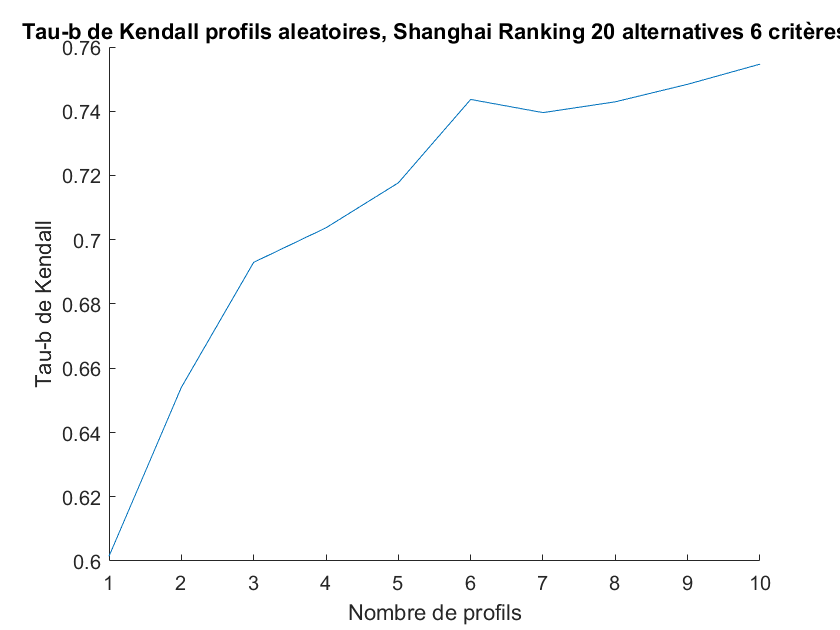 Tau-b de Kendall profils aleatoires, Shanghai Ranking 20 alternatives 6 critères
0.76
0.74
0.72
0.7
0.68
0.66
0.64
0.62
0.6
Tau-b de Kendall
1 2 3 4 5 6 7 8 9 10
Nombre de profils